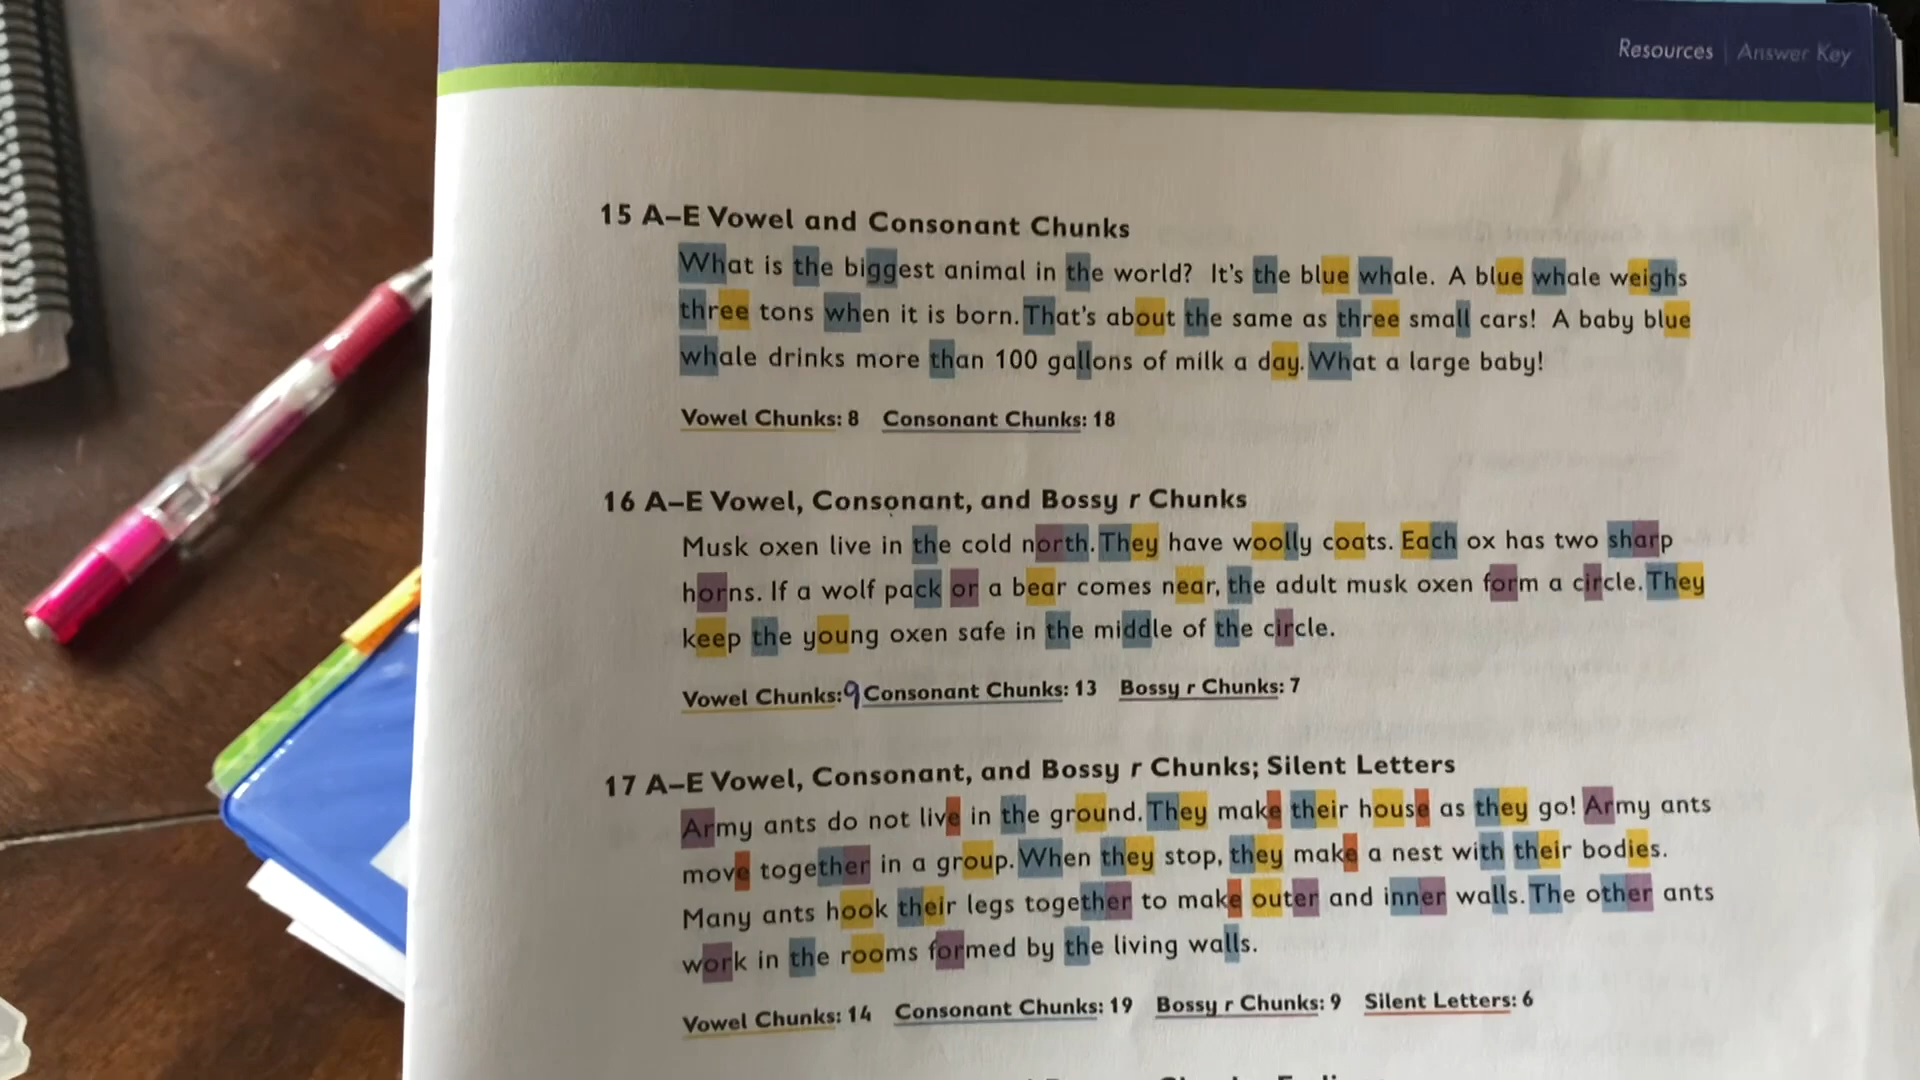 Resources | Answer Key
15 A–E Vowel and Consonant Chunks
What is the biggest animal in the world? It's the blue whale. A blue whale weighs
three tons when it is born. That's about the same as three small cars! A baby blue
whale drinks more than 100 gallons of milk a day. What a large baby!
Vowel Chunks: 8 Consonant Chunks: 18
16 A–E Vowel, Consonant, and Bossy r Chunks
Musk oxen live in the cold north. They have woolly coats. Each ox has two sharp
horns. If a wolf pack or a bear comes near, the adult musk oxen form a circle. They
keep the young oxen safe in the middle of the circle.
Vowel Chunks: 9 Consonant Chunks: 13 Bossy r Chunks: 7
17 A–E Vowel, Consonant, and Bossy r Chunks; Silent Letters
Army ants do not live in the ground. They make their house as they go! Army ants
move together in a group. When they stop, they make a nest with their bodies.
Many ants hook their legs together to make outer and inner walls. The other ants
work in the rooms formed by the living walls.
Vowel Chunks: 14 Consonant Chunks: 19 Bossy r Chunks: 9 Silent Letters: 6